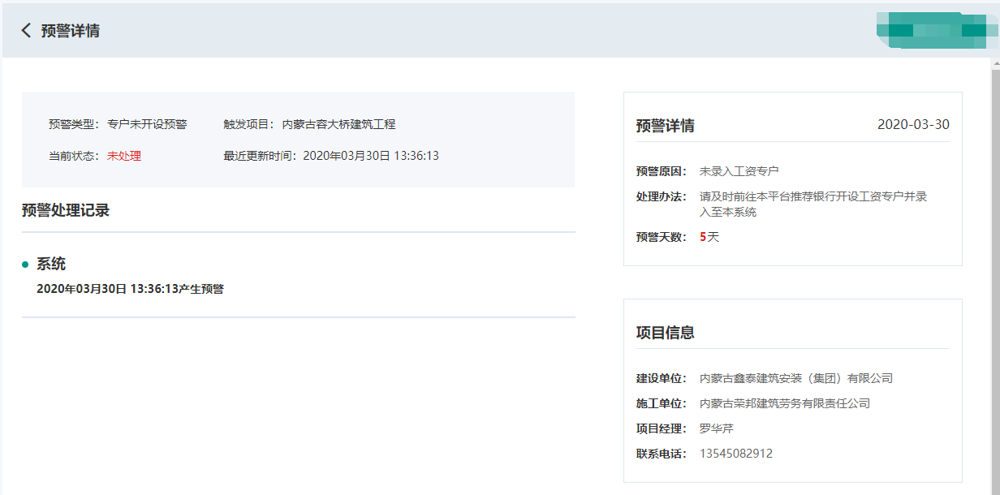 预警详情
预警类型： 专户未开设预警 触发项目： 内蒙古容大桥建筑工程
当前状态： 未处理 最近更新时间： 2020年03月30日 13:36:13
预警处理记录
系统
2020年03月30日 13:36:13产生预警
预警详情 2020-03-30
预警原因： 未录入工资专户
处理办法： 请及时前往本平台推荐银行开设工资专户并录
入至本系统
预警天数： 5天
项目信息
建设单位： 内蒙古鑫泰建筑安装（集团）有限公司
施工单位： 内蒙古荣邦建筑劳务有限责任公司
项目经理： 罗华芹
联系电话： 13545082912